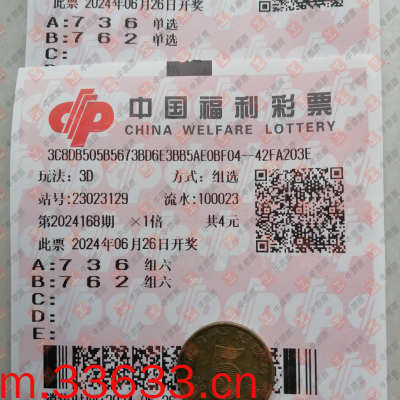 此票 2024年06月26日开奖
A:7 3 6 单选
B:7 6 2 单选
C:
中国福利彩票
CHINA WELFARE LOTTERY
3C8DB505B5673BD6E3BB5AE0BF04--42FA203E
玩法: 3D 方式: 组选
站号:23023129 流水:100023
第2024168期 ×1倍 共4元
此票 2024年06月26日开奖
A:7 3 6 组六
B:7 6 2 组六
C:
D:
E:
m.33633.cn